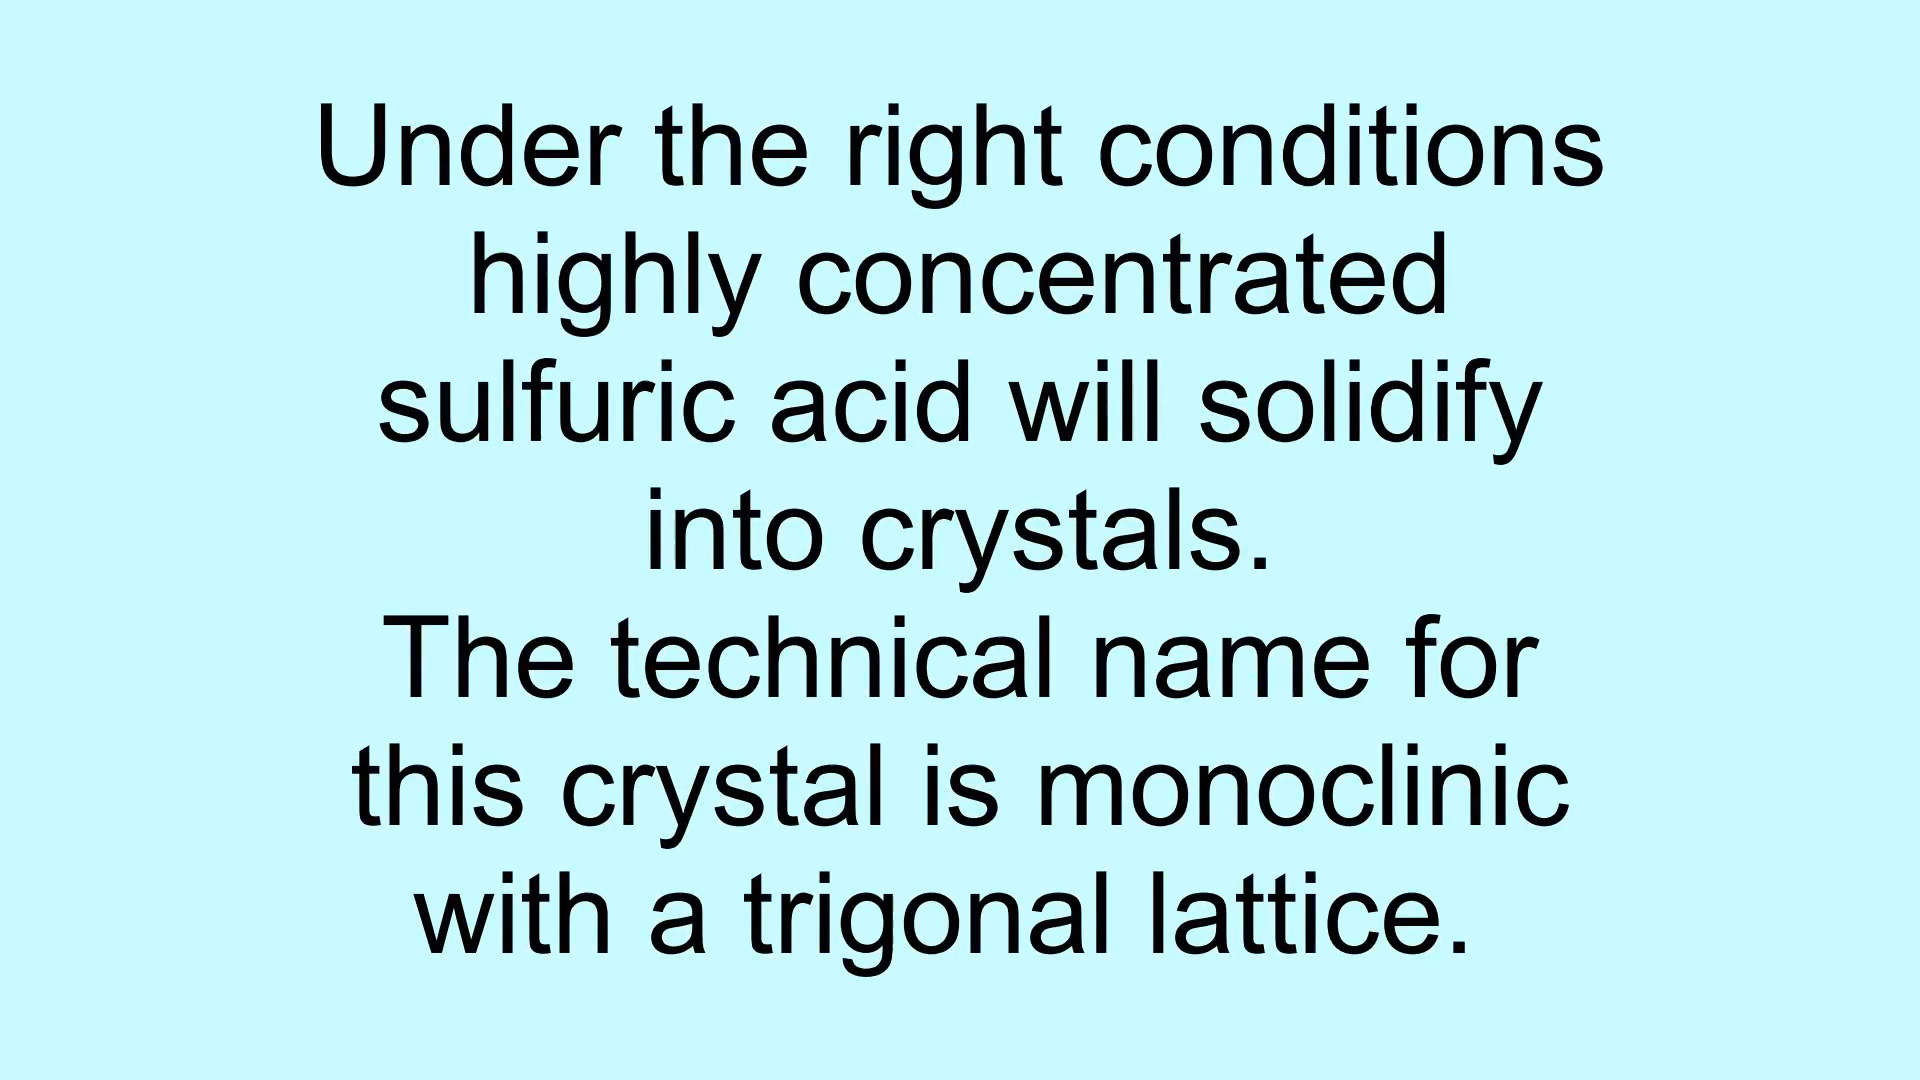 Under the right conditions
highly concentrated
sulfuric acid will solidify
into crystals.
The technical name for
this crystal is monoclinic
with a trigonal lattice.